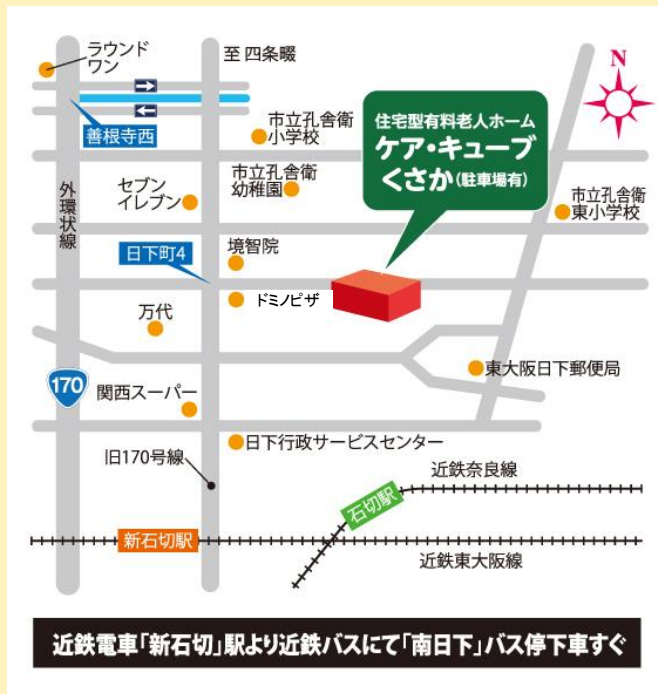 ラウンド
ワン
至 四条畷
N
善根寺西
市立孔舎衛
小学校
住宅型有料老人ホーム
ケア・キューブ
くさか(駐車場有)
外環状線
セブン
イレブン
市立孔舎衛
幼稚園
市立孔舎衛
東小学校
日下町4
境智院
ドミノピザ
万代
170
関西スーパー
東大阪日下郵便局
日下行政サービスセンター
旧170号線
近鉄奈良線
石切駅
新石切駅
近鉄東大阪線
近鉄電車「新石切」駅より近鉄バスにて「南日下」バス停下車すぐ